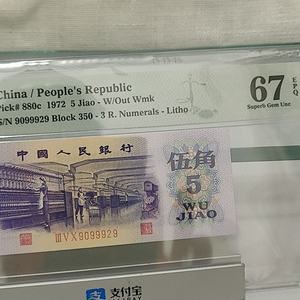 China / People's Republic
Pick# 880c 1972 5 Jiao - W/Out Wmk
S/N 9099929 Block 350 - 3 R. Numerals - Litho
67 EPQ
Superb Gem Unc
中國人民銀行
伍角
5
WU
JIAO
III V X 9099929
支付宝